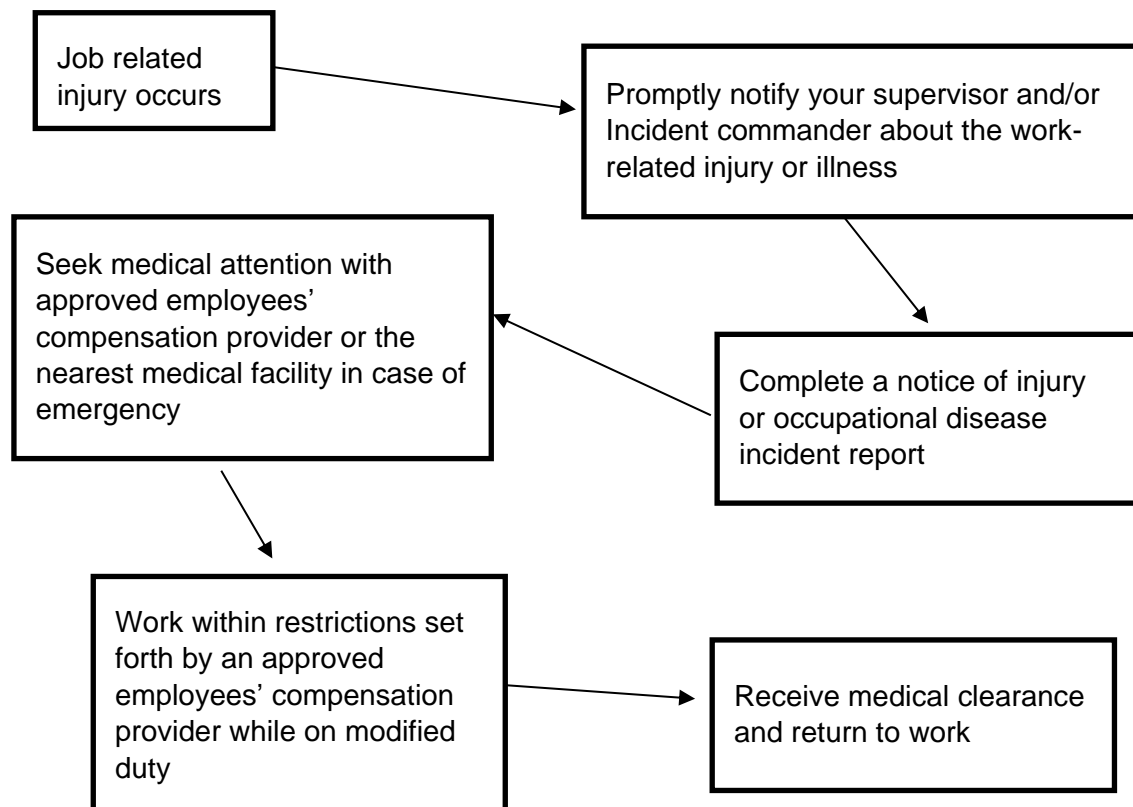 Job related
injury occurs
Promptly notify your supervisor and/or
Incident commander about the work-
related injury or illness
Complete a notice of injury
or occupational disease
incident report
Seek medical attention with
approved employees’
compensation provider or the
nearest medical facility in case of
emergency
Work within restrictions set
forth by an approved
employees’ compensation
provider while on modified
duty
Receive medical clearance
and return to work